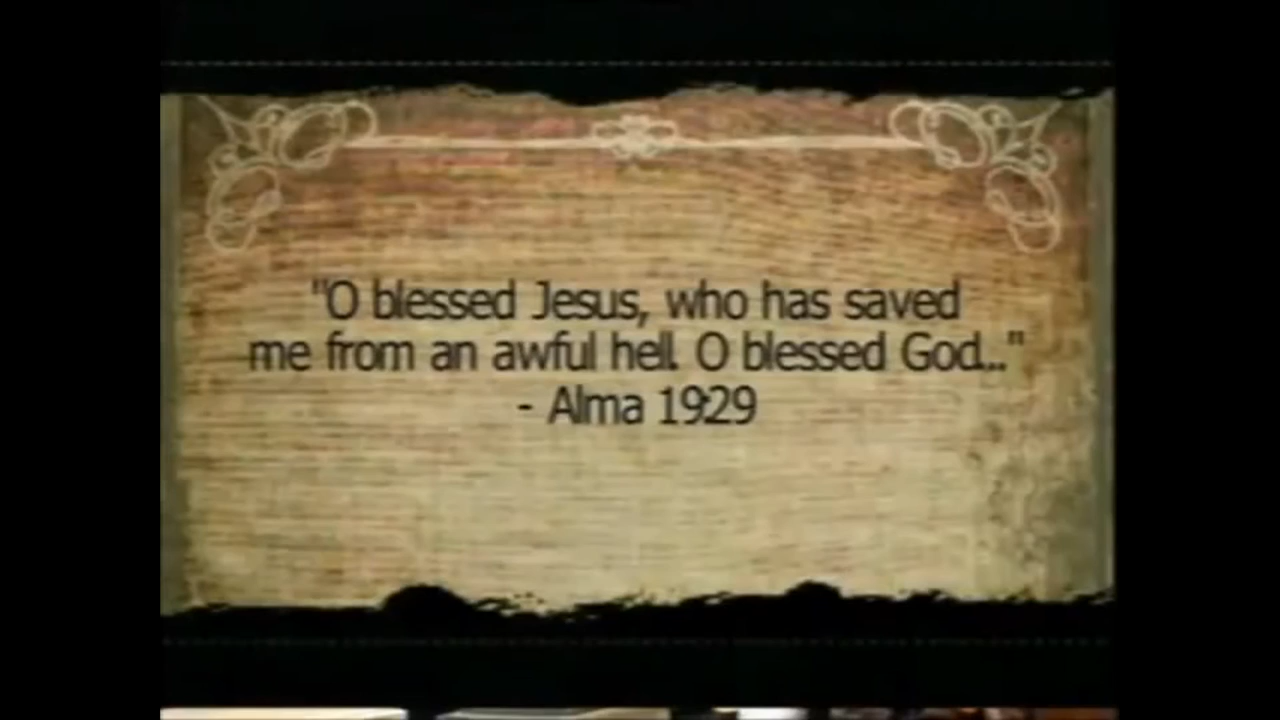 "O blessed Jesus, who has saved
me from an awful hell. O blessed God..."
- Alma 19:29